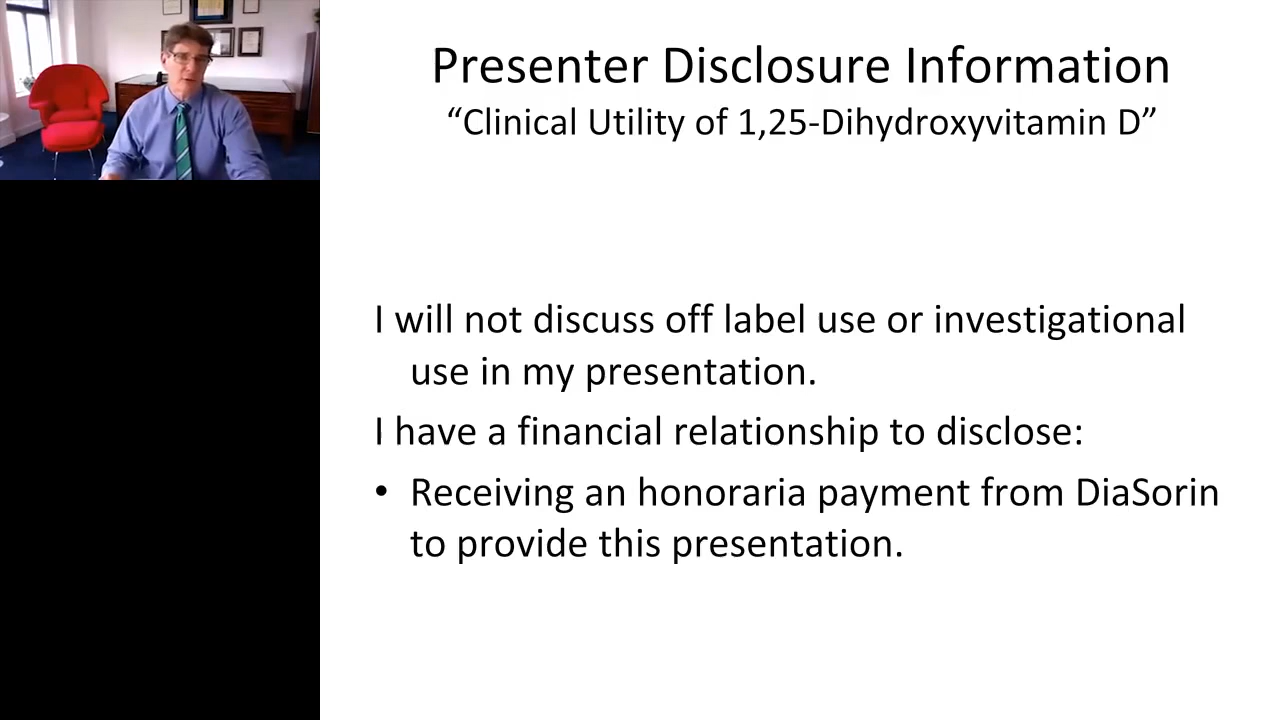 Presenter Disclosure Information
“Clinical Utility of 1,25-Dihydroxyvitamin D”
I will not discuss off label use or investigational
use in my presentation.
I have a financial relationship to disclose:
• Receiving an honoraria payment from DiaSorin
to provide this presentation.